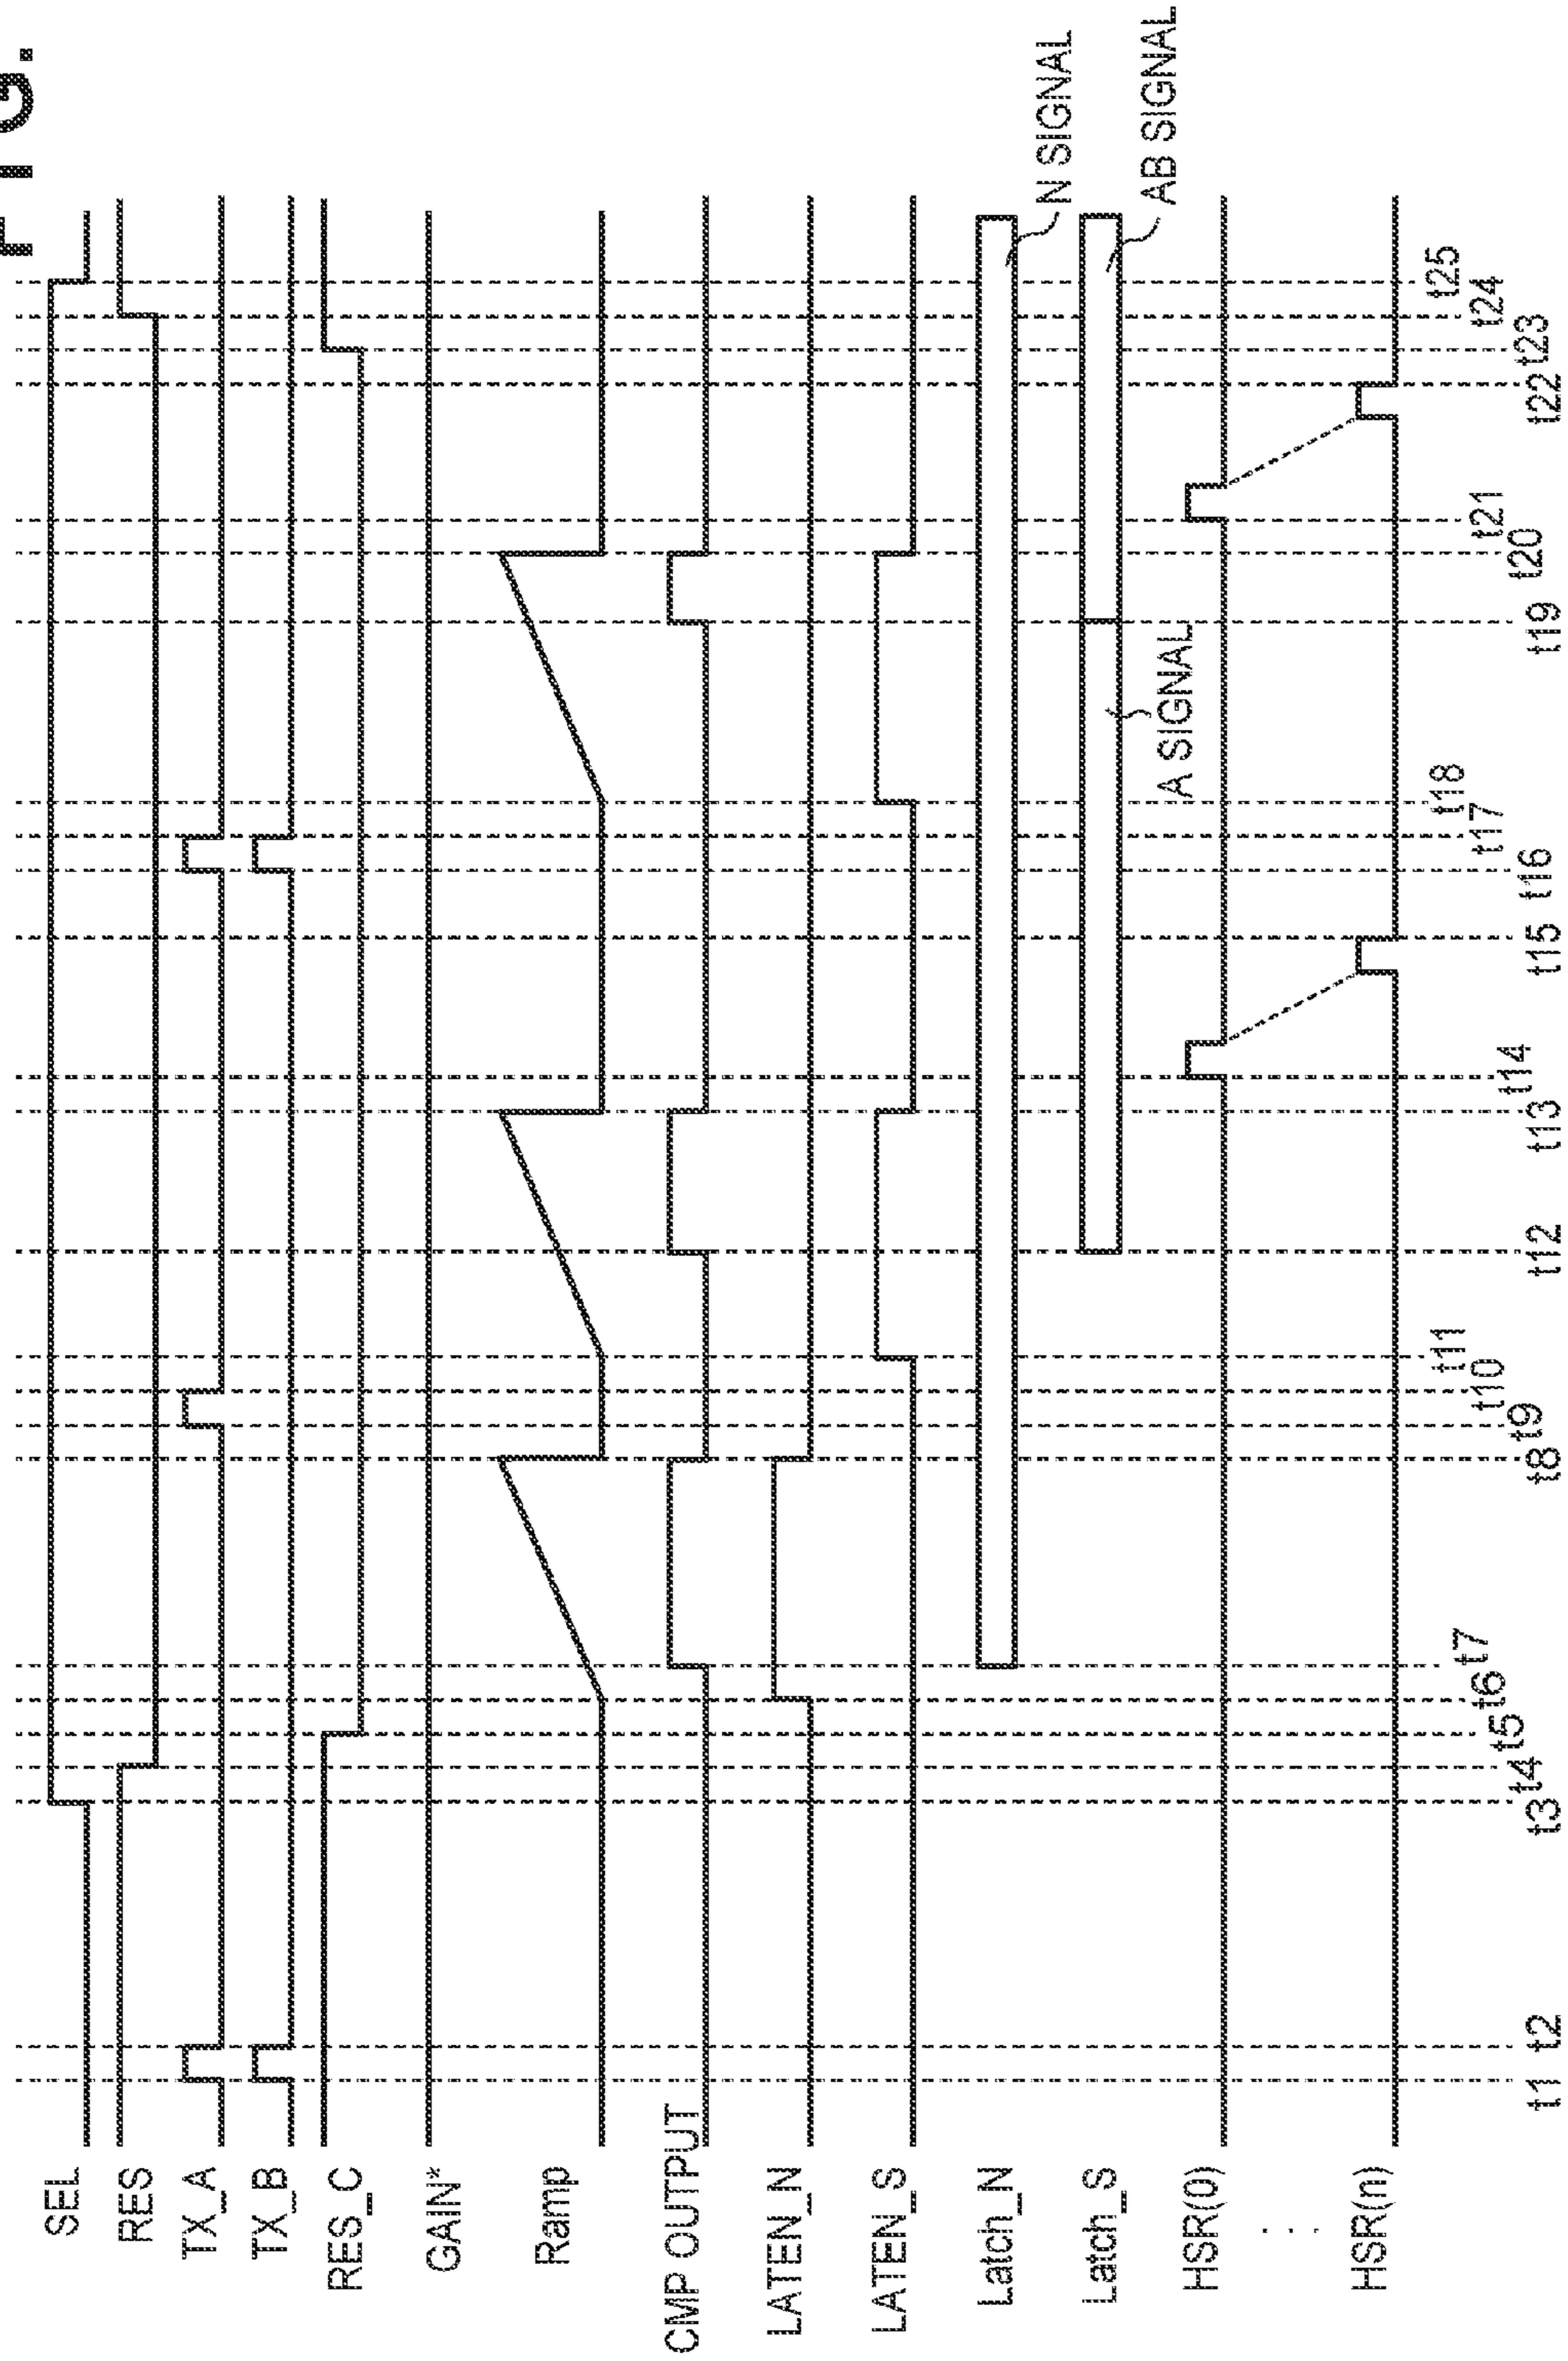 FIG.
SEL
RES
TX_A
TX_B
RES_C
GAIN*
Ramp
CMP OUTPUT
LATEN_N
LATEN_S
Latch_N
N SIGNAL
Latch_S
A SIGNAL
AB SIGNAL
HSR(0)
. . .
HSR(n)
t1 t2 t3 t4 t5 t6 t7 t8 t9 t10 t11 t12 t13 t14 t15 t16 t17 t18 t19 t20 t21 t22 t23 t24 t25